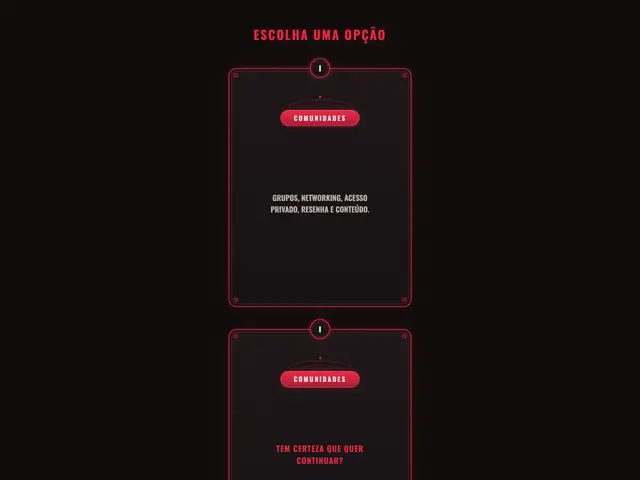 ESCOLHA UMA OPÇÃO
I
COMUNIDADES
GRUPOS, NETWORKING, ACESSO
PRIVADO, RESENHA E CONTEÚDO.
I
COMUNIDADES
TEM CERTEZA QUE QUER
CONTINUAR?